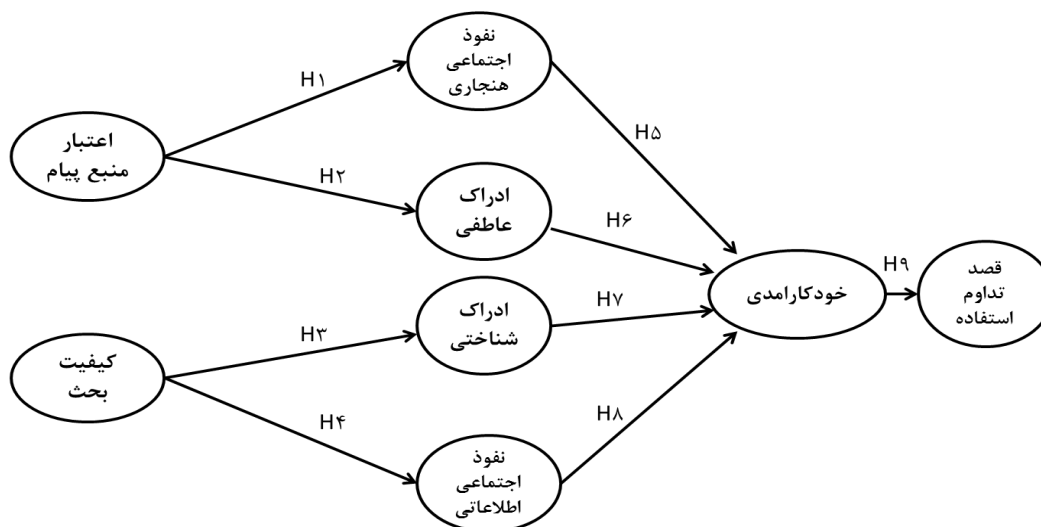 نفوذ
اجتماعی
هنجاری
H۱
اعتبار
منبع پیام
H۵
H۲
ادراک
عاطفی
H۶
خودکارامدی
H۹
قصد
تداوم
استفاده
ادراک
شناختی
H۷
H۳
کیفیت
بحث
H۴
H۸
نفوذ
اجتماعی
اطلاعاتی